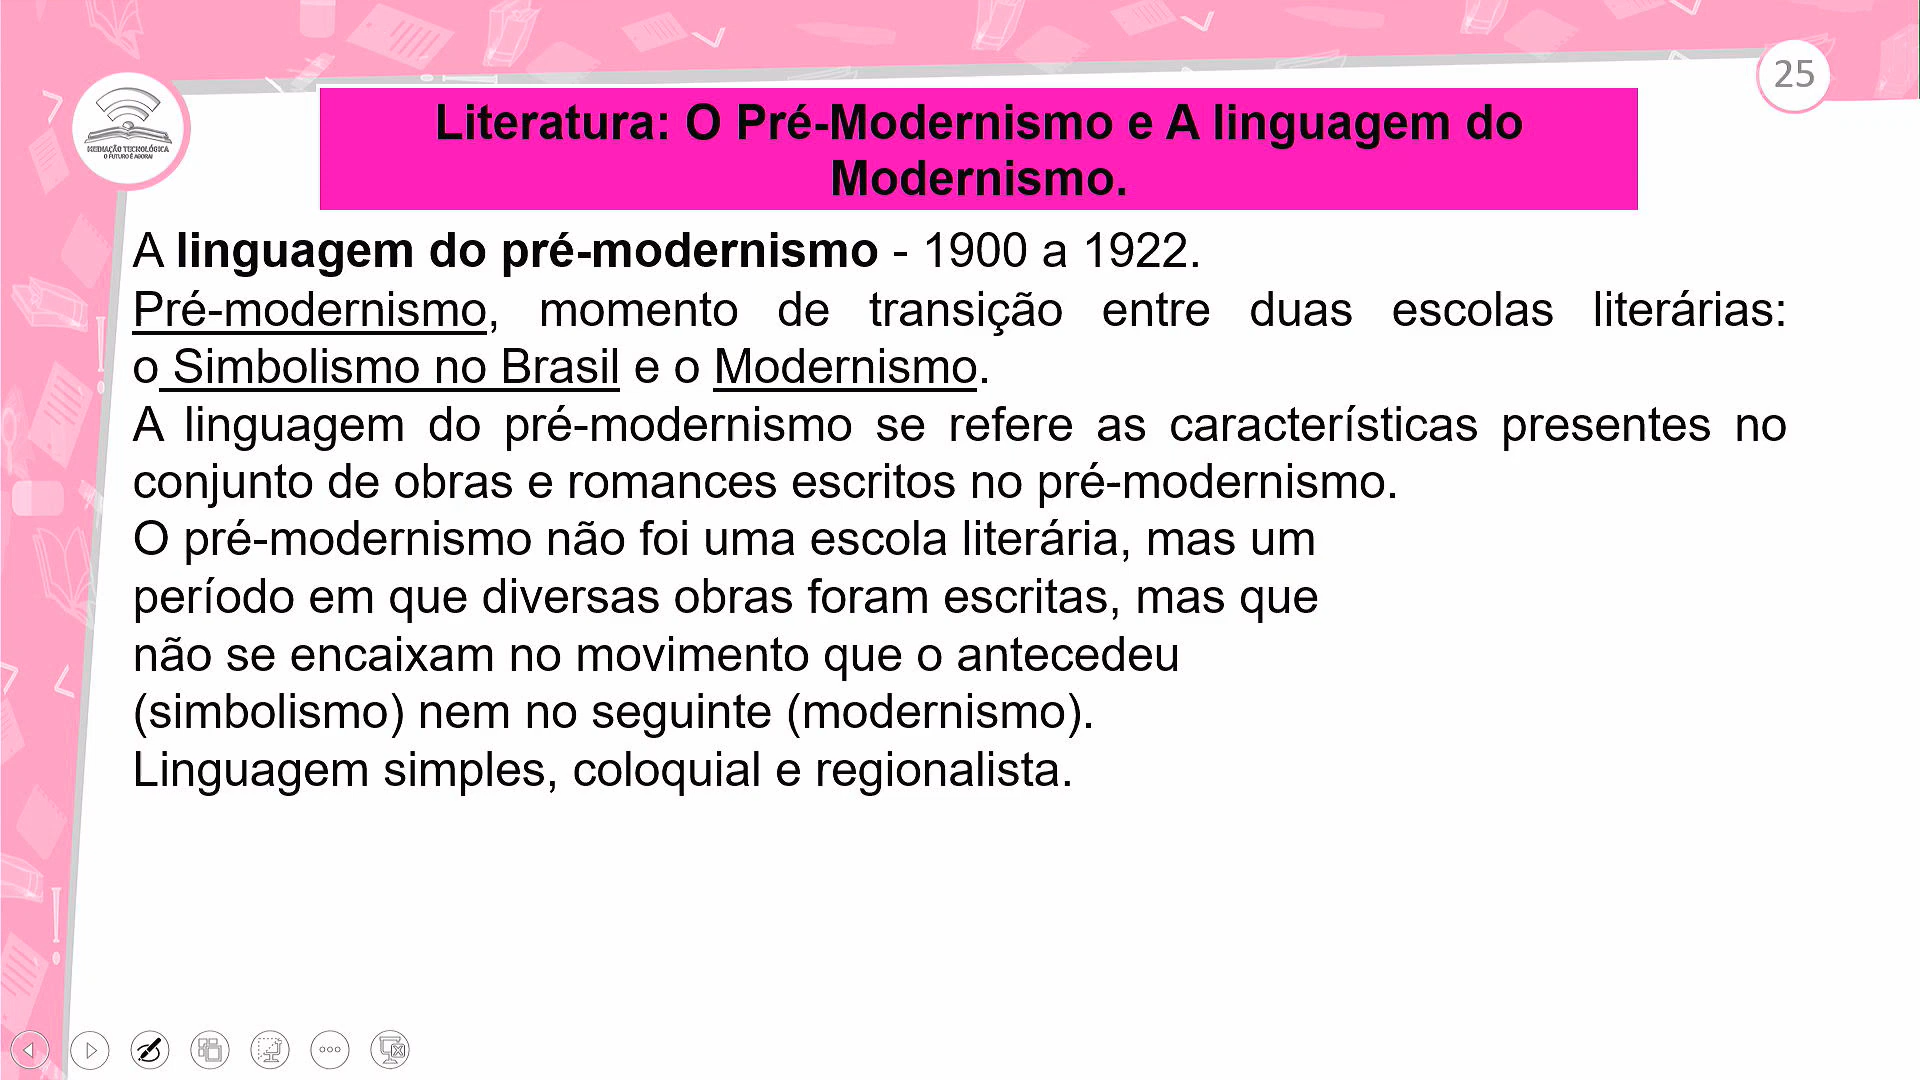 25
MEDIAÇÃO TECNOLÓGICA
O FUTURO É AGORA!
Literatura: O Pré-Modernismo e A linguagem do
Modernismo.
A linguagem do pré-modernismo - 1900 a 1922.
Pré-modernismo, momento de transição entre duas escolas literárias:
o Simbolismo no Brasil e o Modernismo.
A linguagem do pré-modernismo se refere as características presentes no
conjunto de obras e romances escritos no pré-modernismo.
O pré-modernismo não foi uma escola literária, mas um
período em que diversas obras foram escritas, mas que
não se encaixam no movimento que o antecedeu
(simbolismo) nem no seguinte (modernismo).
Linguagem simples, coloquial e regionalista.